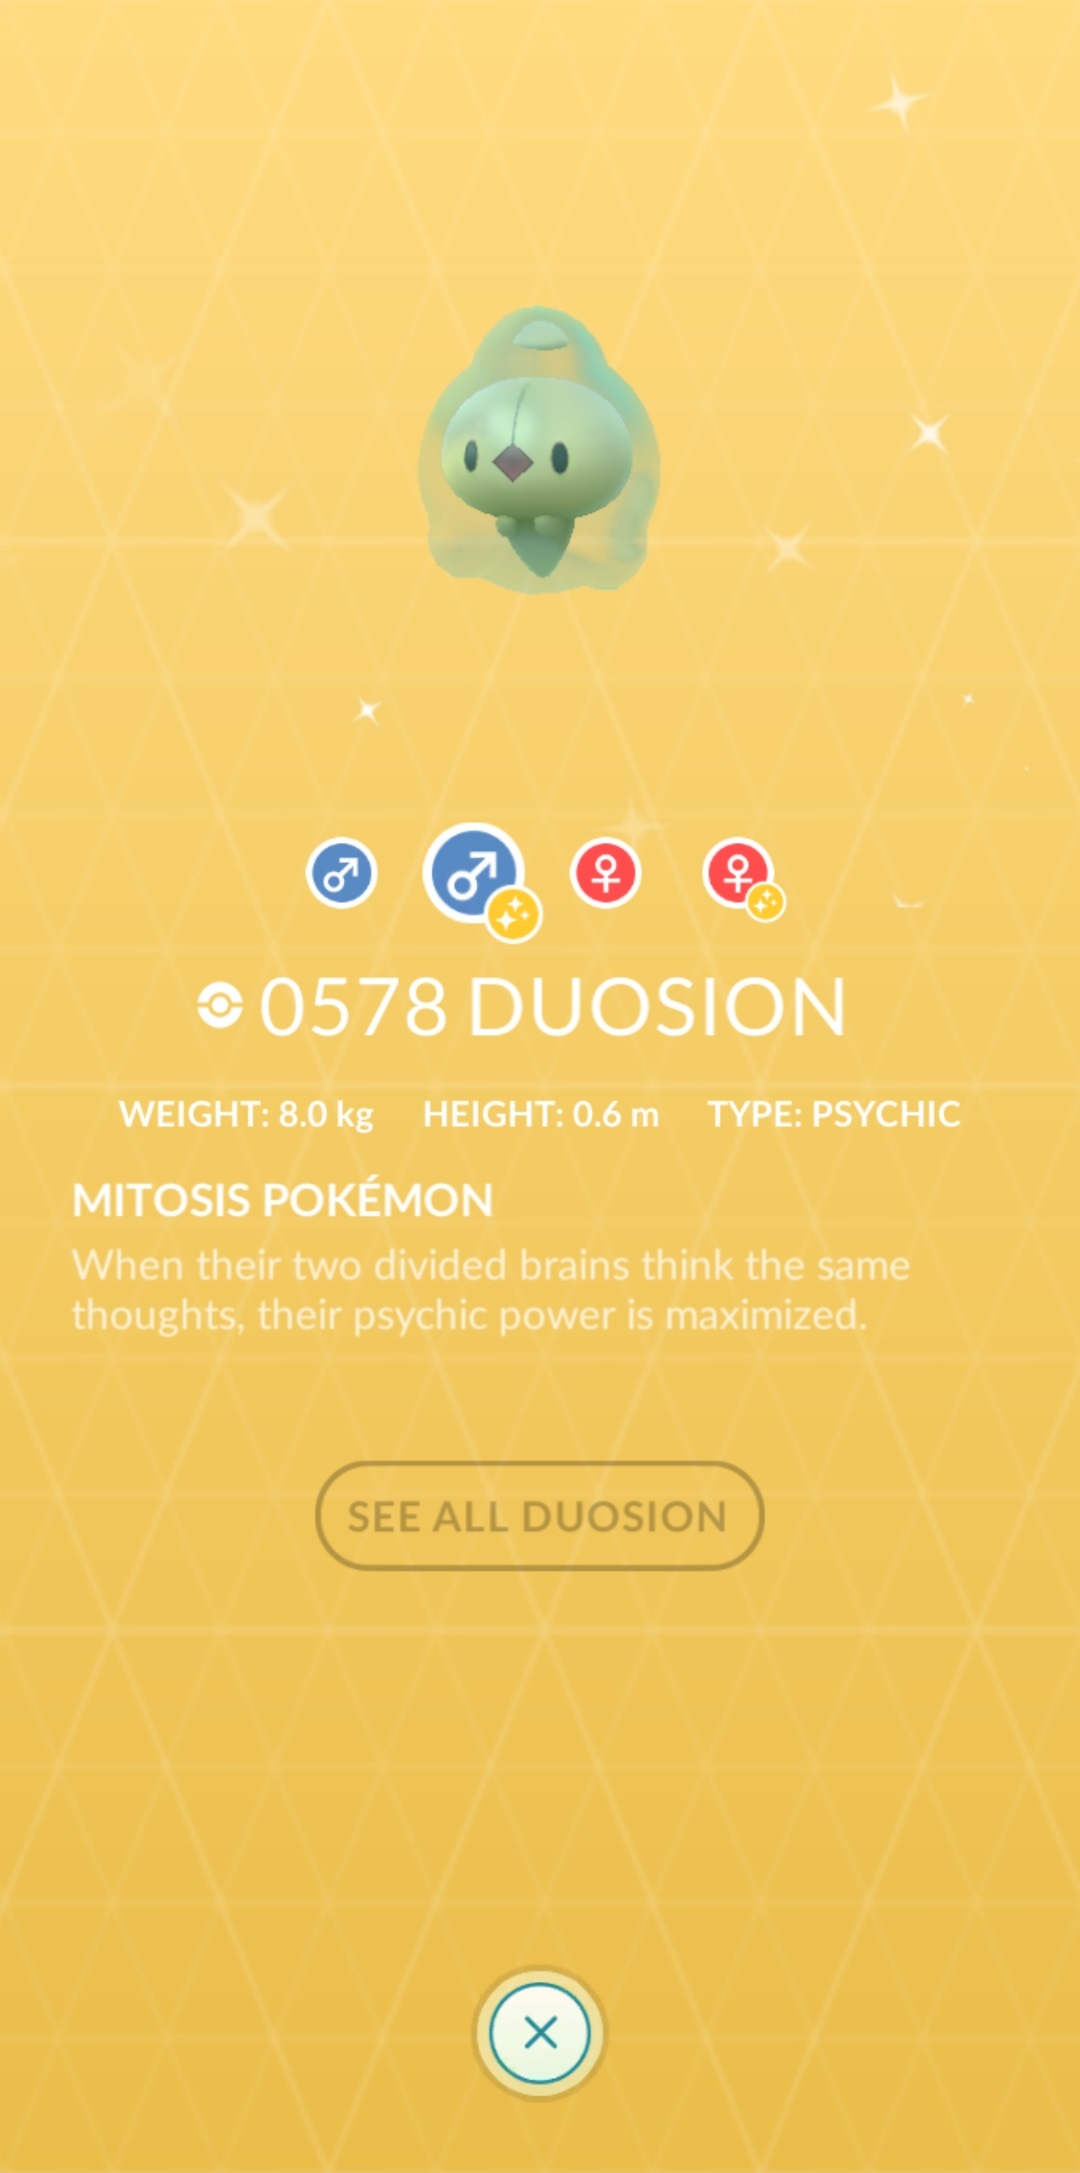 0578 DUOSION
WEIGHT: 8.0 kg HEIGHT: 0.6 m TYPE: PSYCHIC
MITOSIS POKÉMON
When their two divided brains think the same
thoughts, their psychic power is maximized.
SEE ALL DUOSION